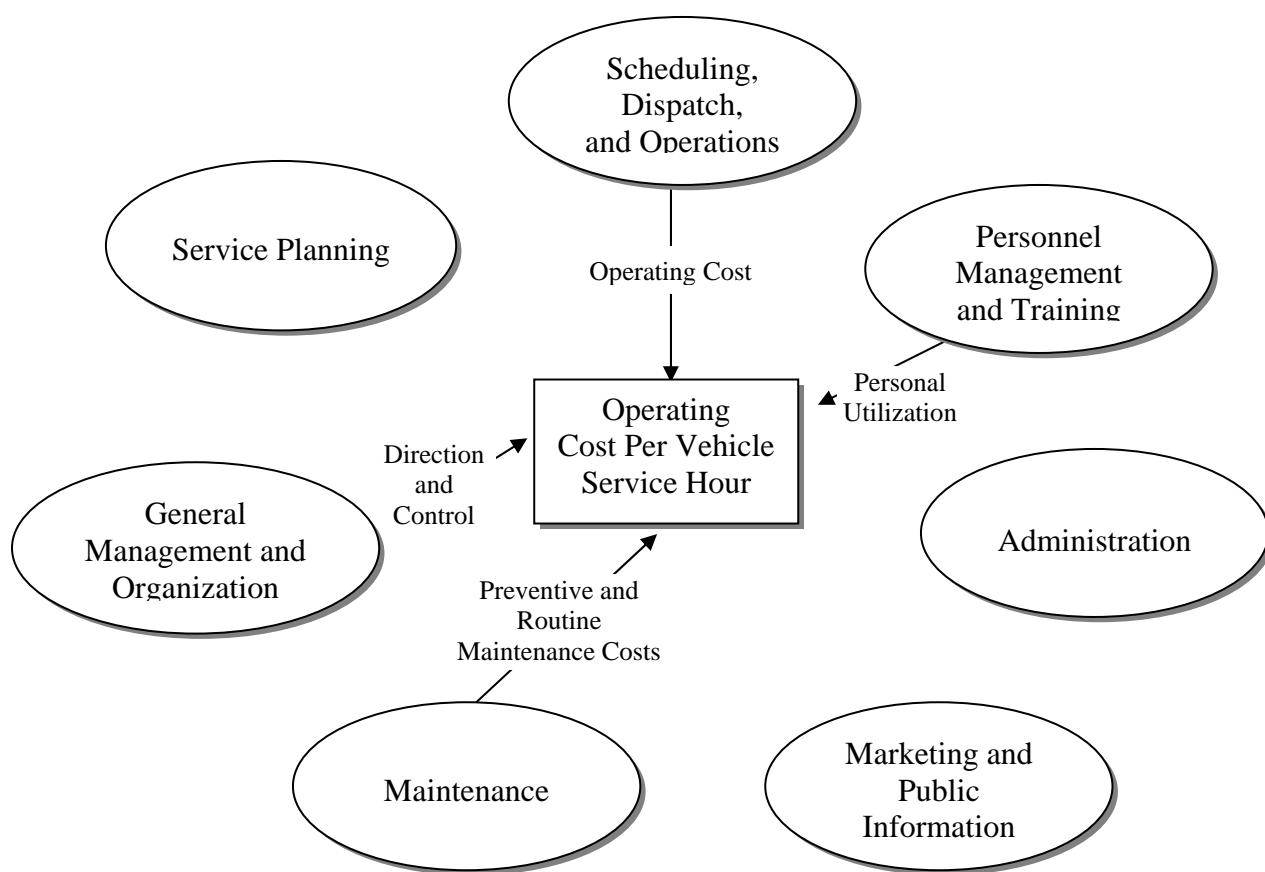 Scheduling,
Dispatch,
and Operations
Service Planning
Personnel
Management
and Training
Operating Cost
Personal
Utilization
Operating
Cost Per Vehicle
Service Hour
Direction
and
Control
General
Management and
Organization
Administration
Preventive and
Routine
Maintenance Costs
Maintenance
Marketing and
Public
Information